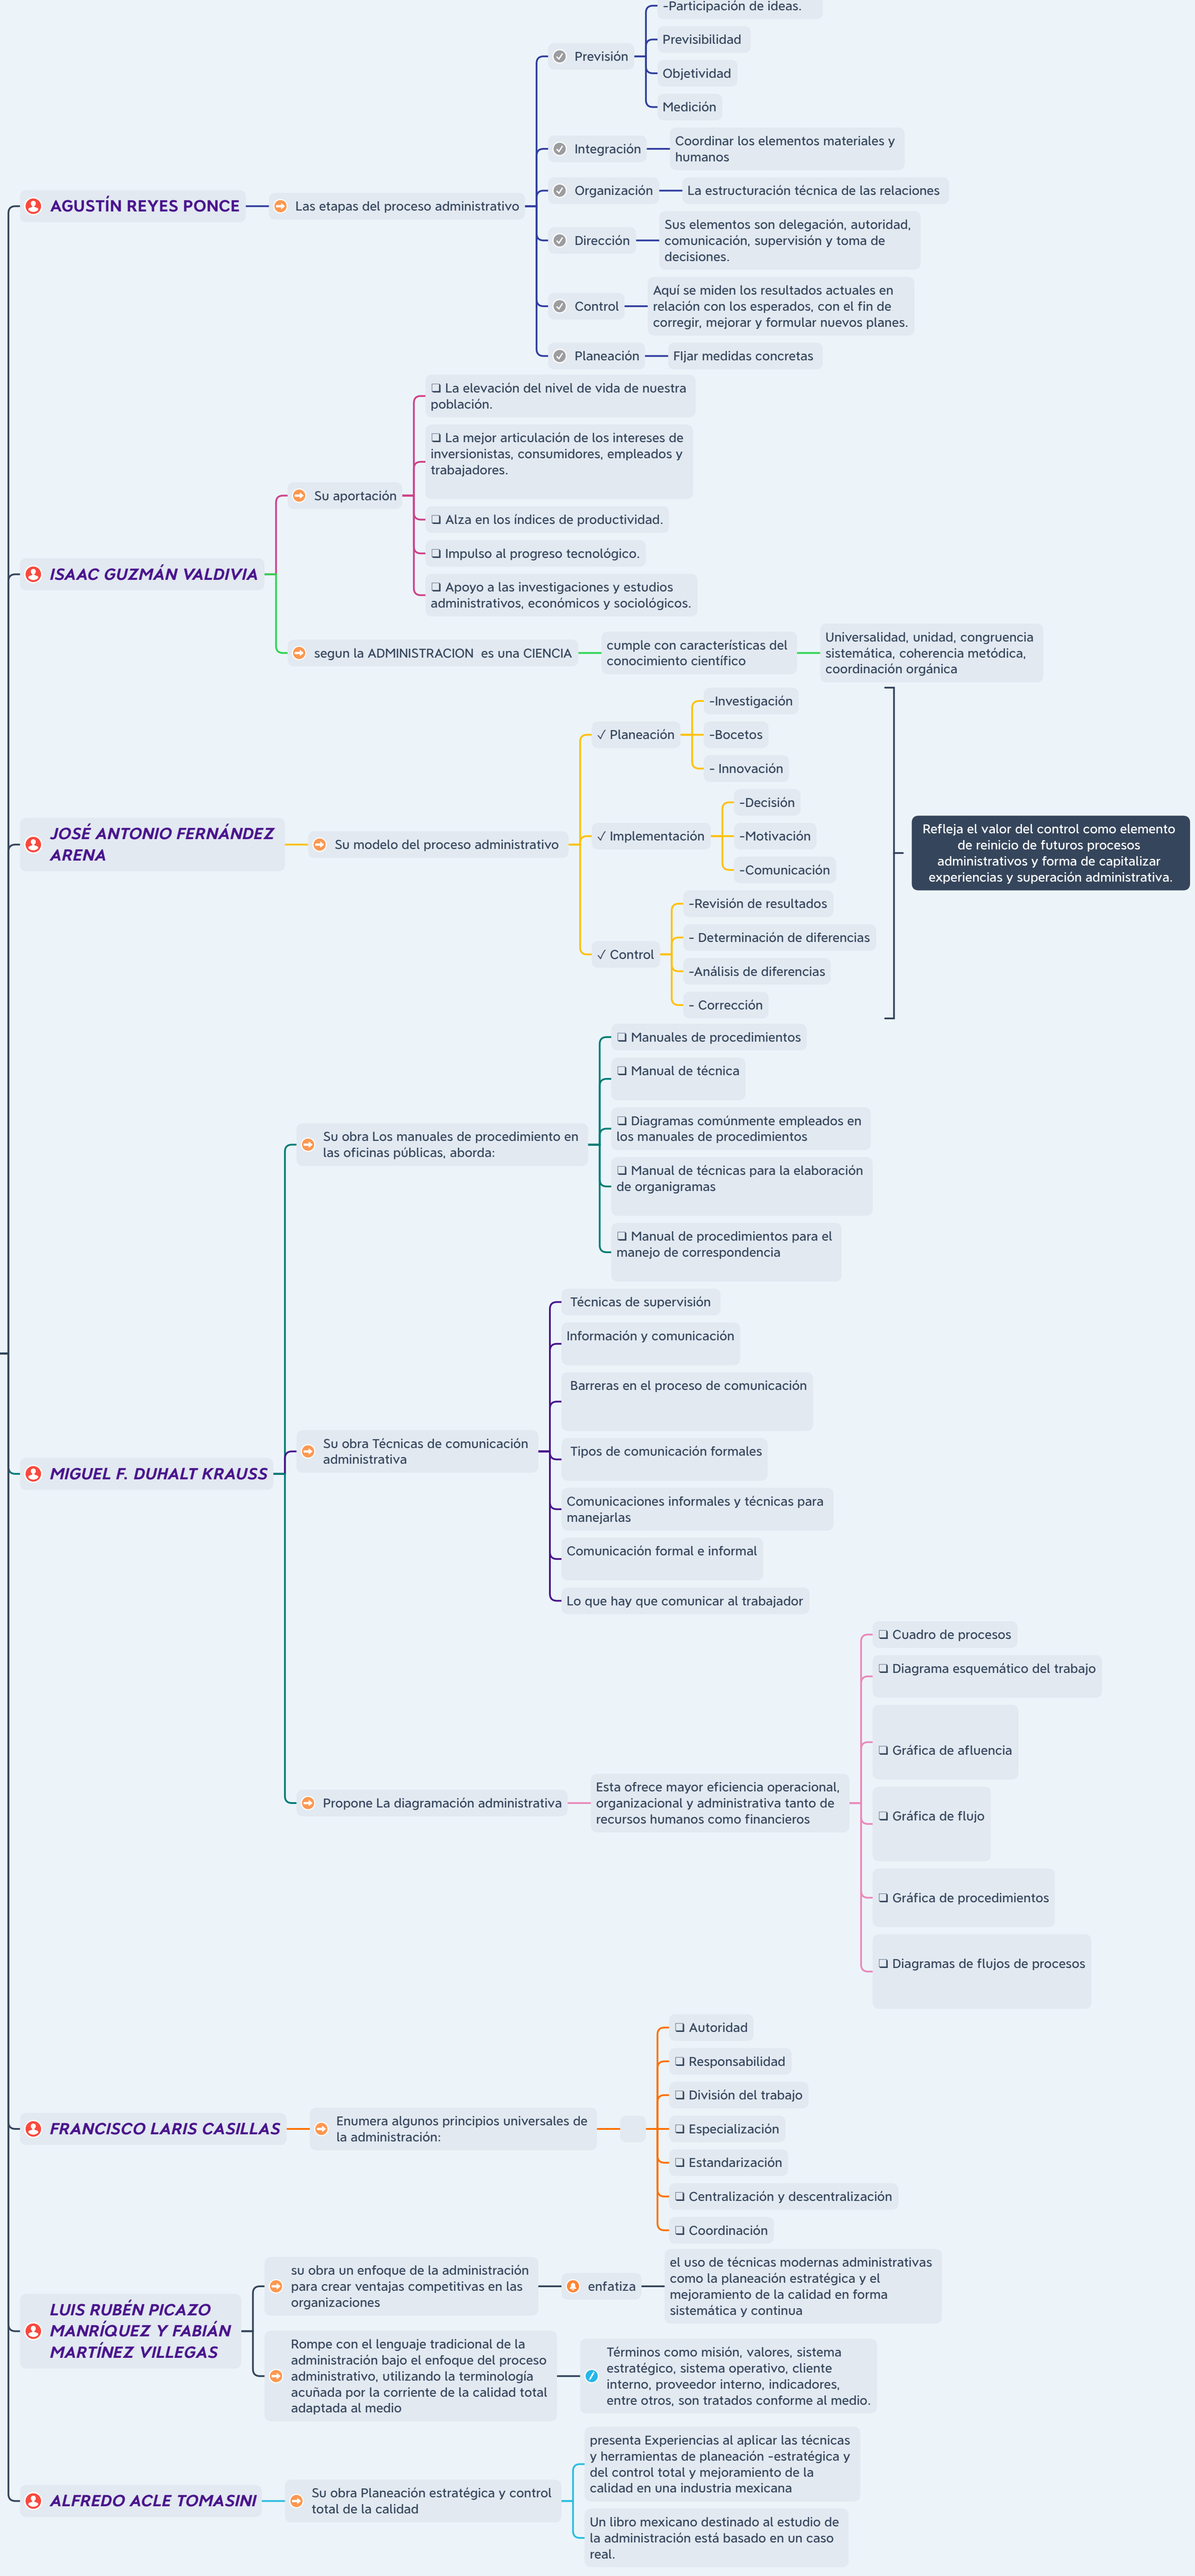 AGUSTÍN REYES PONCE
Las etapas del proceso administrativo
Previsión
-Participación de ideas.
Previsibilidad
Objetividad
Medición
Integración
Coordinar los elementos materiales y
humanos
Organización
La estructuración técnica de las relaciones
Dirección
Sus elementos son delegación, autoridad,
comunicación, supervisión y toma de
decisiones.
Control
Aquí se miden los resultados actuales en
relación con los esperados, con el fin de
corregir, mejorar y formular nuevos planes.
Planeación
FIjar medidas concretas
ISAAC GUZMÁN VALDIVIA
Su aportación
❑ La elevación del nivel de vida de nuestra
población.
❑ La mejor articulación de los intereses de
inversionistas, consumidores, empleados y
trabajadores.
❑ Alza en los índices de productividad.
❑ Impulso al progreso tecnológico.
❑ Apoyo a las investigaciones y estudios
administrativos, económicos y sociológicos.
segun la ADMINISTRACION es una CIENCIA
cumple con características del
conocimiento científico
Universalidad, unidad, congruencia
sistemática, coherencia metódica,
coordinación orgánica
JOSÉ ANTONIO FERNÁNDEZ
ARENA
Su modelo del proceso administrativo
✓ Planeación
-Investigación
-Bocetos
- Innovación
✓ Implementación
-Decisión
-Motivación
-Comunicación
✓ Control
-Revisión de resultados
- Determinación de diferencias
-Análisis de diferencias
- Corrección
Refleja el valor del control como elemento
de reinicio de futuros procesos
administrativos y forma de capitalizar
experiencias y superación administrativa.
MIGUEL F. DUHALT KRAUSS
Su obra Los manuales de procedimiento en
las oficinas públicas, aborda:
❑ Manuales de procedimientos
❑ Manual de técnica
❑ Diagramas comúnmente empleados en
los manuales de procedimientos
❑ Manual de técnicas para la elaboración
de organigramas
❑ Manual de procedimientos para el
manejo de correspondencia
Su obra Técnicas de comunicación
administrativa
Técnicas de supervisión
Información y comunicación
Barreras en el proceso de comunicación
Tipos de comunicación formales
Comunicaciones informales y técnicas para
manejarlas
Comunicación formal e informal
Lo que hay que comunicar al trabajador
Propone La diagramación administrativa
Esta ofrece mayor eficiencia operacional,
organizacional y administrativa tanto de
recursos humanos como financieros
❑ Cuadro de procesos
❑ Diagrama esquemático del trabajo
❑ Gráfica de afluencia
❑ Gráfica de flujo
❑ Gráfica de procedimientos
❑ Diagramas de flujos de procesos
FRANCISCO LARIS CASILLAS
Enumera algunos principios universales de
la administración:
❑ Autoridad
❑ Responsabilidad
❑ División del trabajo
❑ Especialización
❑ Estandarización
❑ Centralización y descentralización
❑ Coordinación
LUIS RUBÉN PICAZO
MANRÍQUEZ Y FABIÁN
MARTÍNEZ VILLEGAS
su obra un enfoque de la administración
para crear ventajas competitivas en las
organizaciones
enfatiza
el uso de técnicas modernas administrativas
como la planeación estratégica y el
mejoramiento de la calidad en forma
sistemática y continua
Rompe con el lenguaje tradicional de la
administración bajo el enfoque del proceso
administrativo, utilizando la terminología
acuñada por la corriente de la calidad total
adaptada al medio
Términos como misión, valores, sistema
estratégico, sistema operativo, cliente
interno, proveedor interno, indicadores,
entre otros, son tratados conforme al medio.
ALFREDO ACLE TOMASINI
Su obra Planeación estratégica y control
total de la calidad
presenta Experiencias al aplicar las técnicas
y herramientas de planeación -estratégica y
del control total y mejoramiento de la
calidad en una industria mexicana
Un libro mexicano destinado al estudio de
la administración está basado en un caso
real.